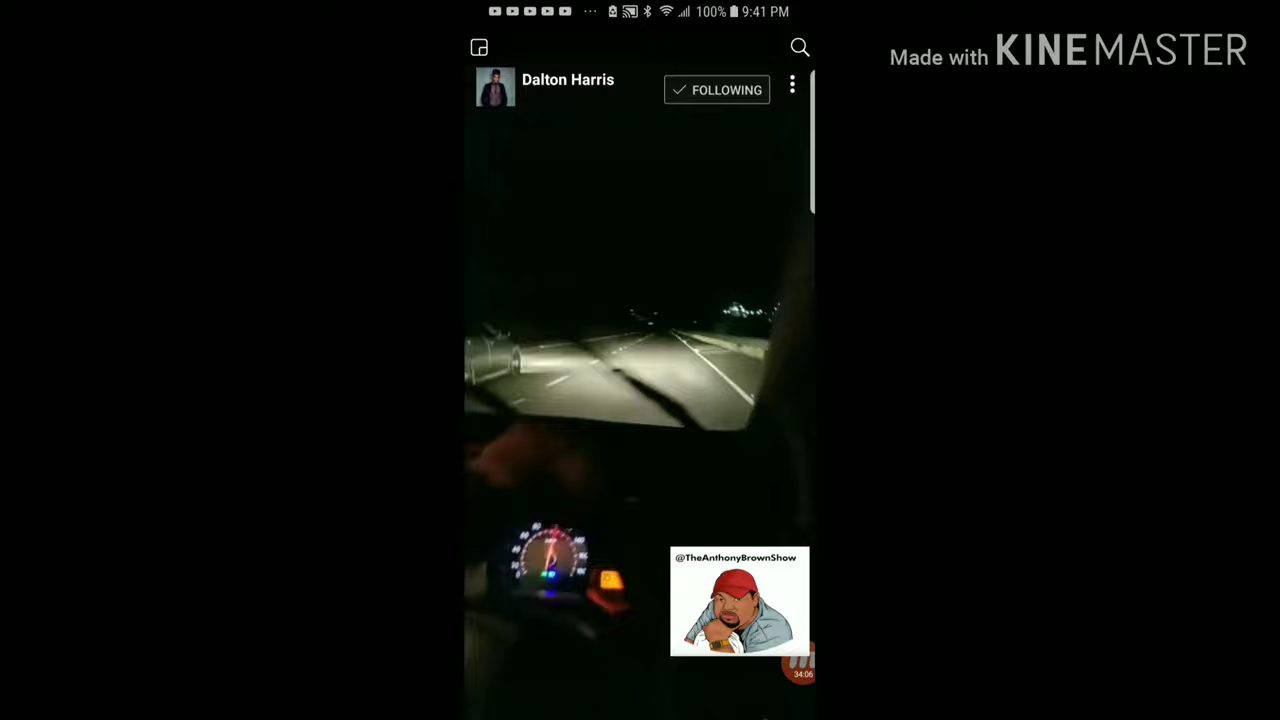 100% 9:41 PM
Made with KINEMASTER
Dalton Harris
FOLLOWING
@TheAnthonyBrownShow
34:06